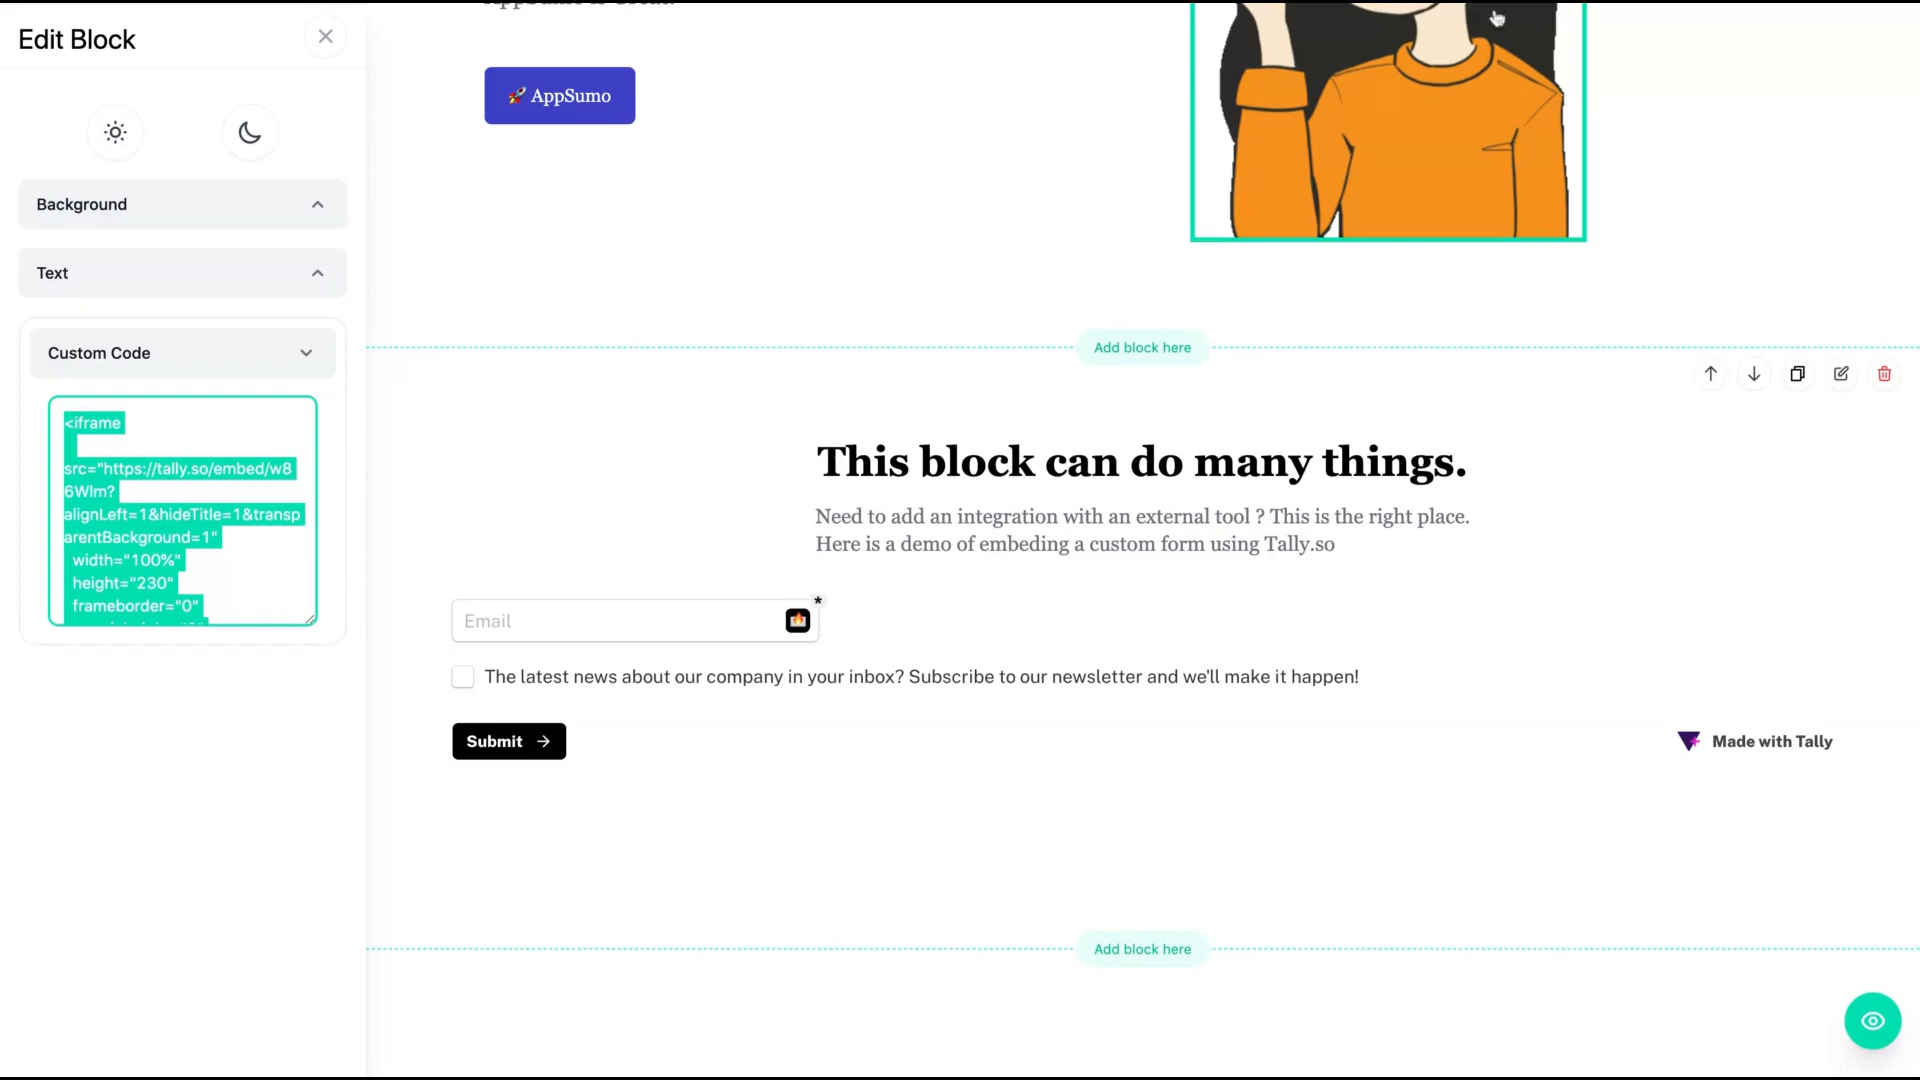 Edit Block
Background
Text
Custom Code
<iframe
src="https://tally.so/embed/w8
6Wlm?
alignLeft=1&hideTitle=1&transp
arentBackground=1"
width="100%"
height="230"
frameborder="0"
🚀 AppSumo
Add block here
This block can do many things.
Need to add an integration with an external tool ? This is the right place.
Here is a demo of embeding a custom form using Tally.so
Email
*
The latest news about our company in your inbox? Subscribe to our newsletter and we'll make it happen!
Submit →
Made with Tally
Add block here